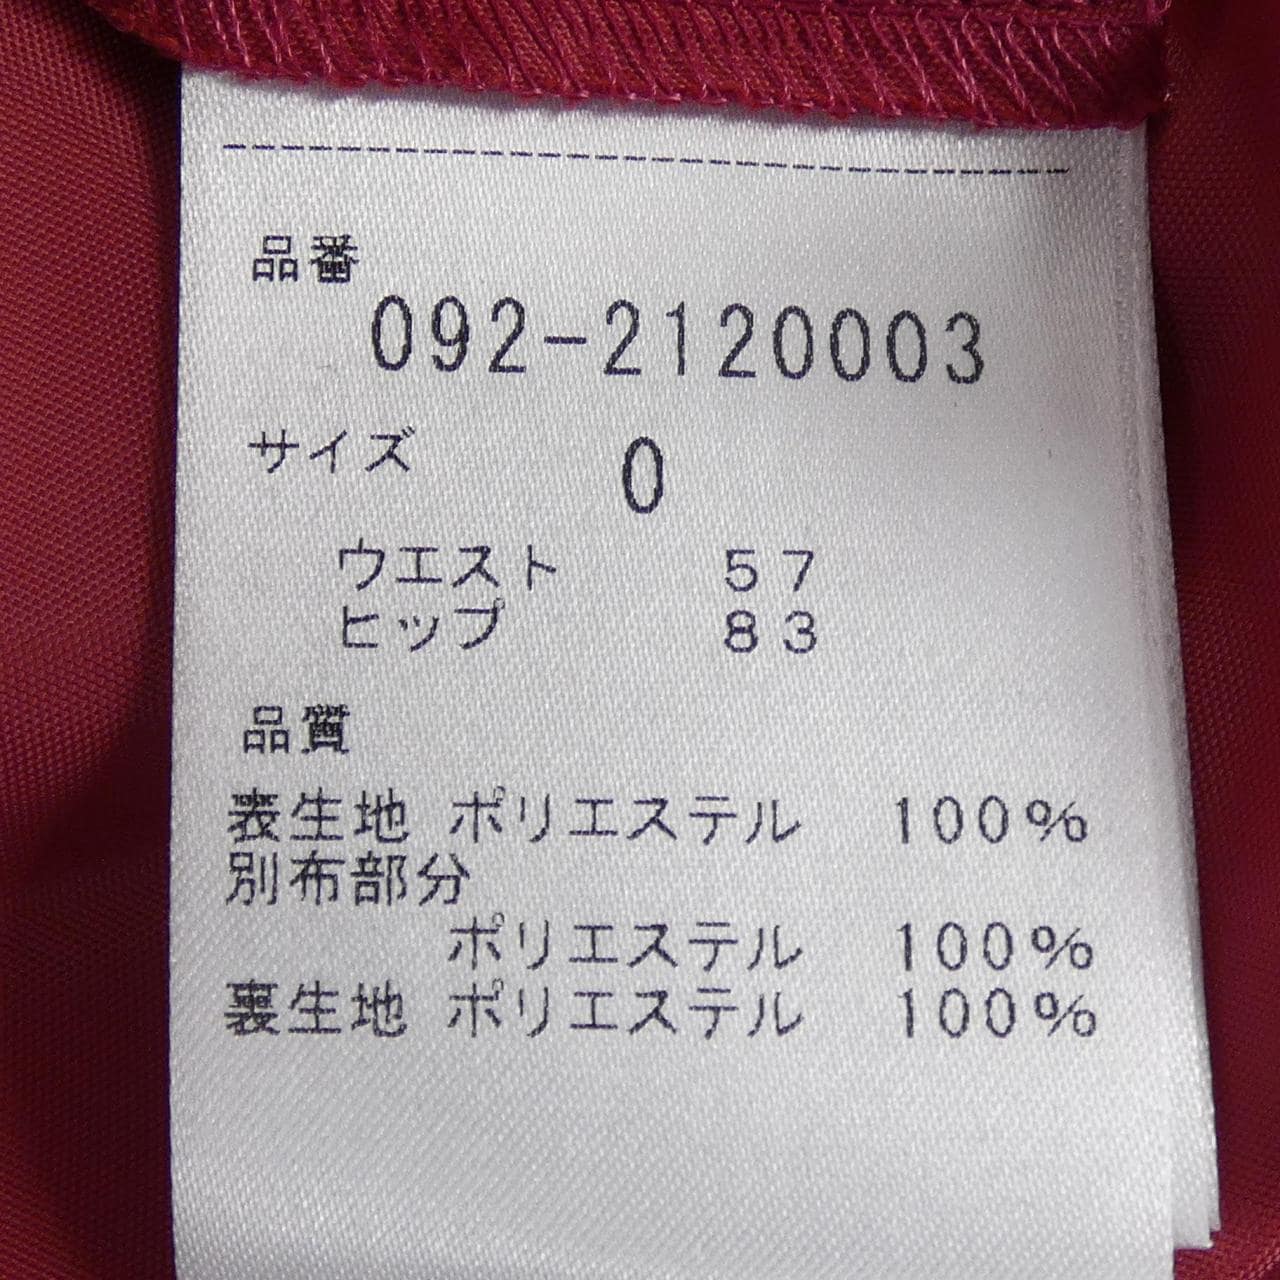 品番
092-2120003
サイズ 0
ウエスト 57
ヒップ 83
品質
表生地 ポリエステル 100%
別布部分
ポリエステル 100%
裏生地 ポリエステル 100%